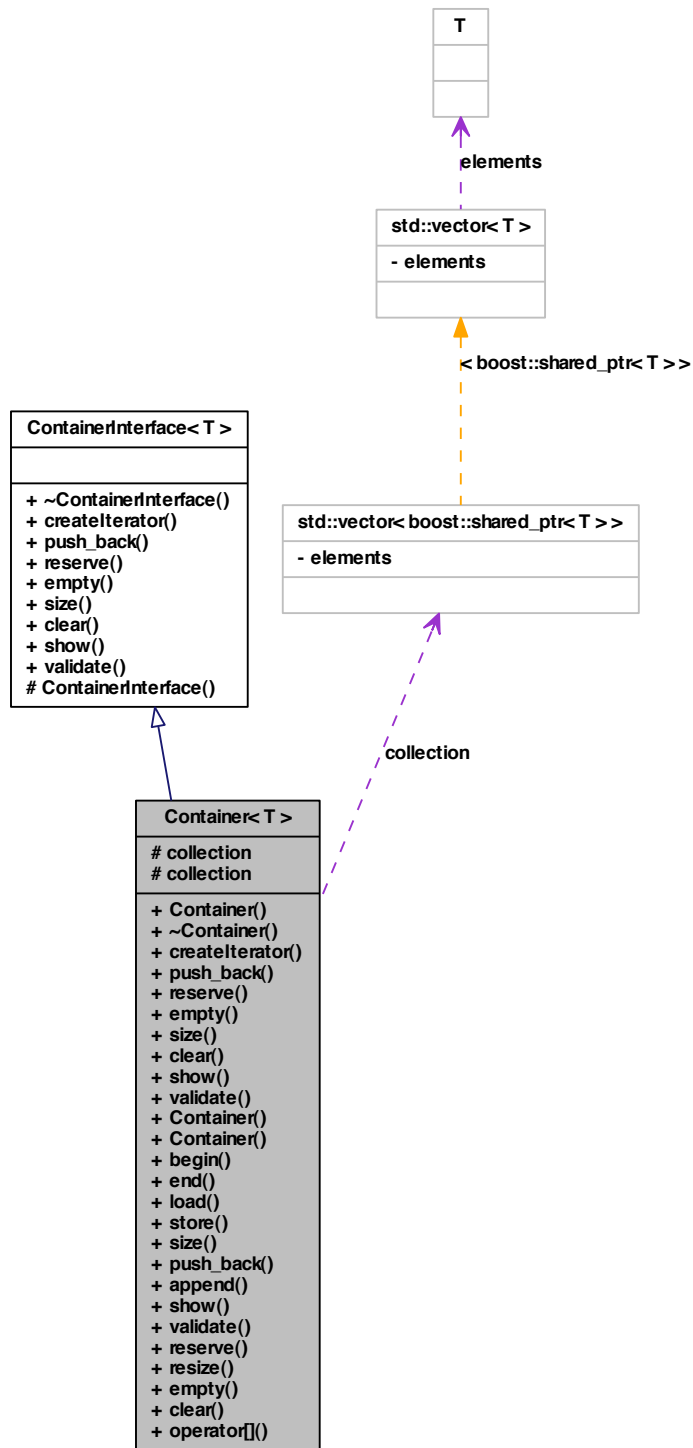 T
elements
std::vector< T >
- elements
< boost::shared_ptr< T > >
ContainerInterface< T >
+ ~ContainerInterface()
+ createIterator()
+ push_back()
+ reserve()
+ empty()
+ size()
+ clear()
+ show()
+ validate()
# ContainerInterface()
std::vector< boost::shared_ptr< T > >
- elements
collection
Container< T >
# collection
# collection
+ Container()
+ ~Container()
+ createIterator()
+ push_back()
+ reserve()
+ empty()
+ size()
+ clear()
+ show()
+ validate()
+ Container()
+ Container()
+ begin()
+ end()
+ load()
+ store()
+ size()
+ push_back()
+ append()
+ show()
+ validate()
+ reserve()
+ resize()
+ empty()
+ clear()
+ operator[]()